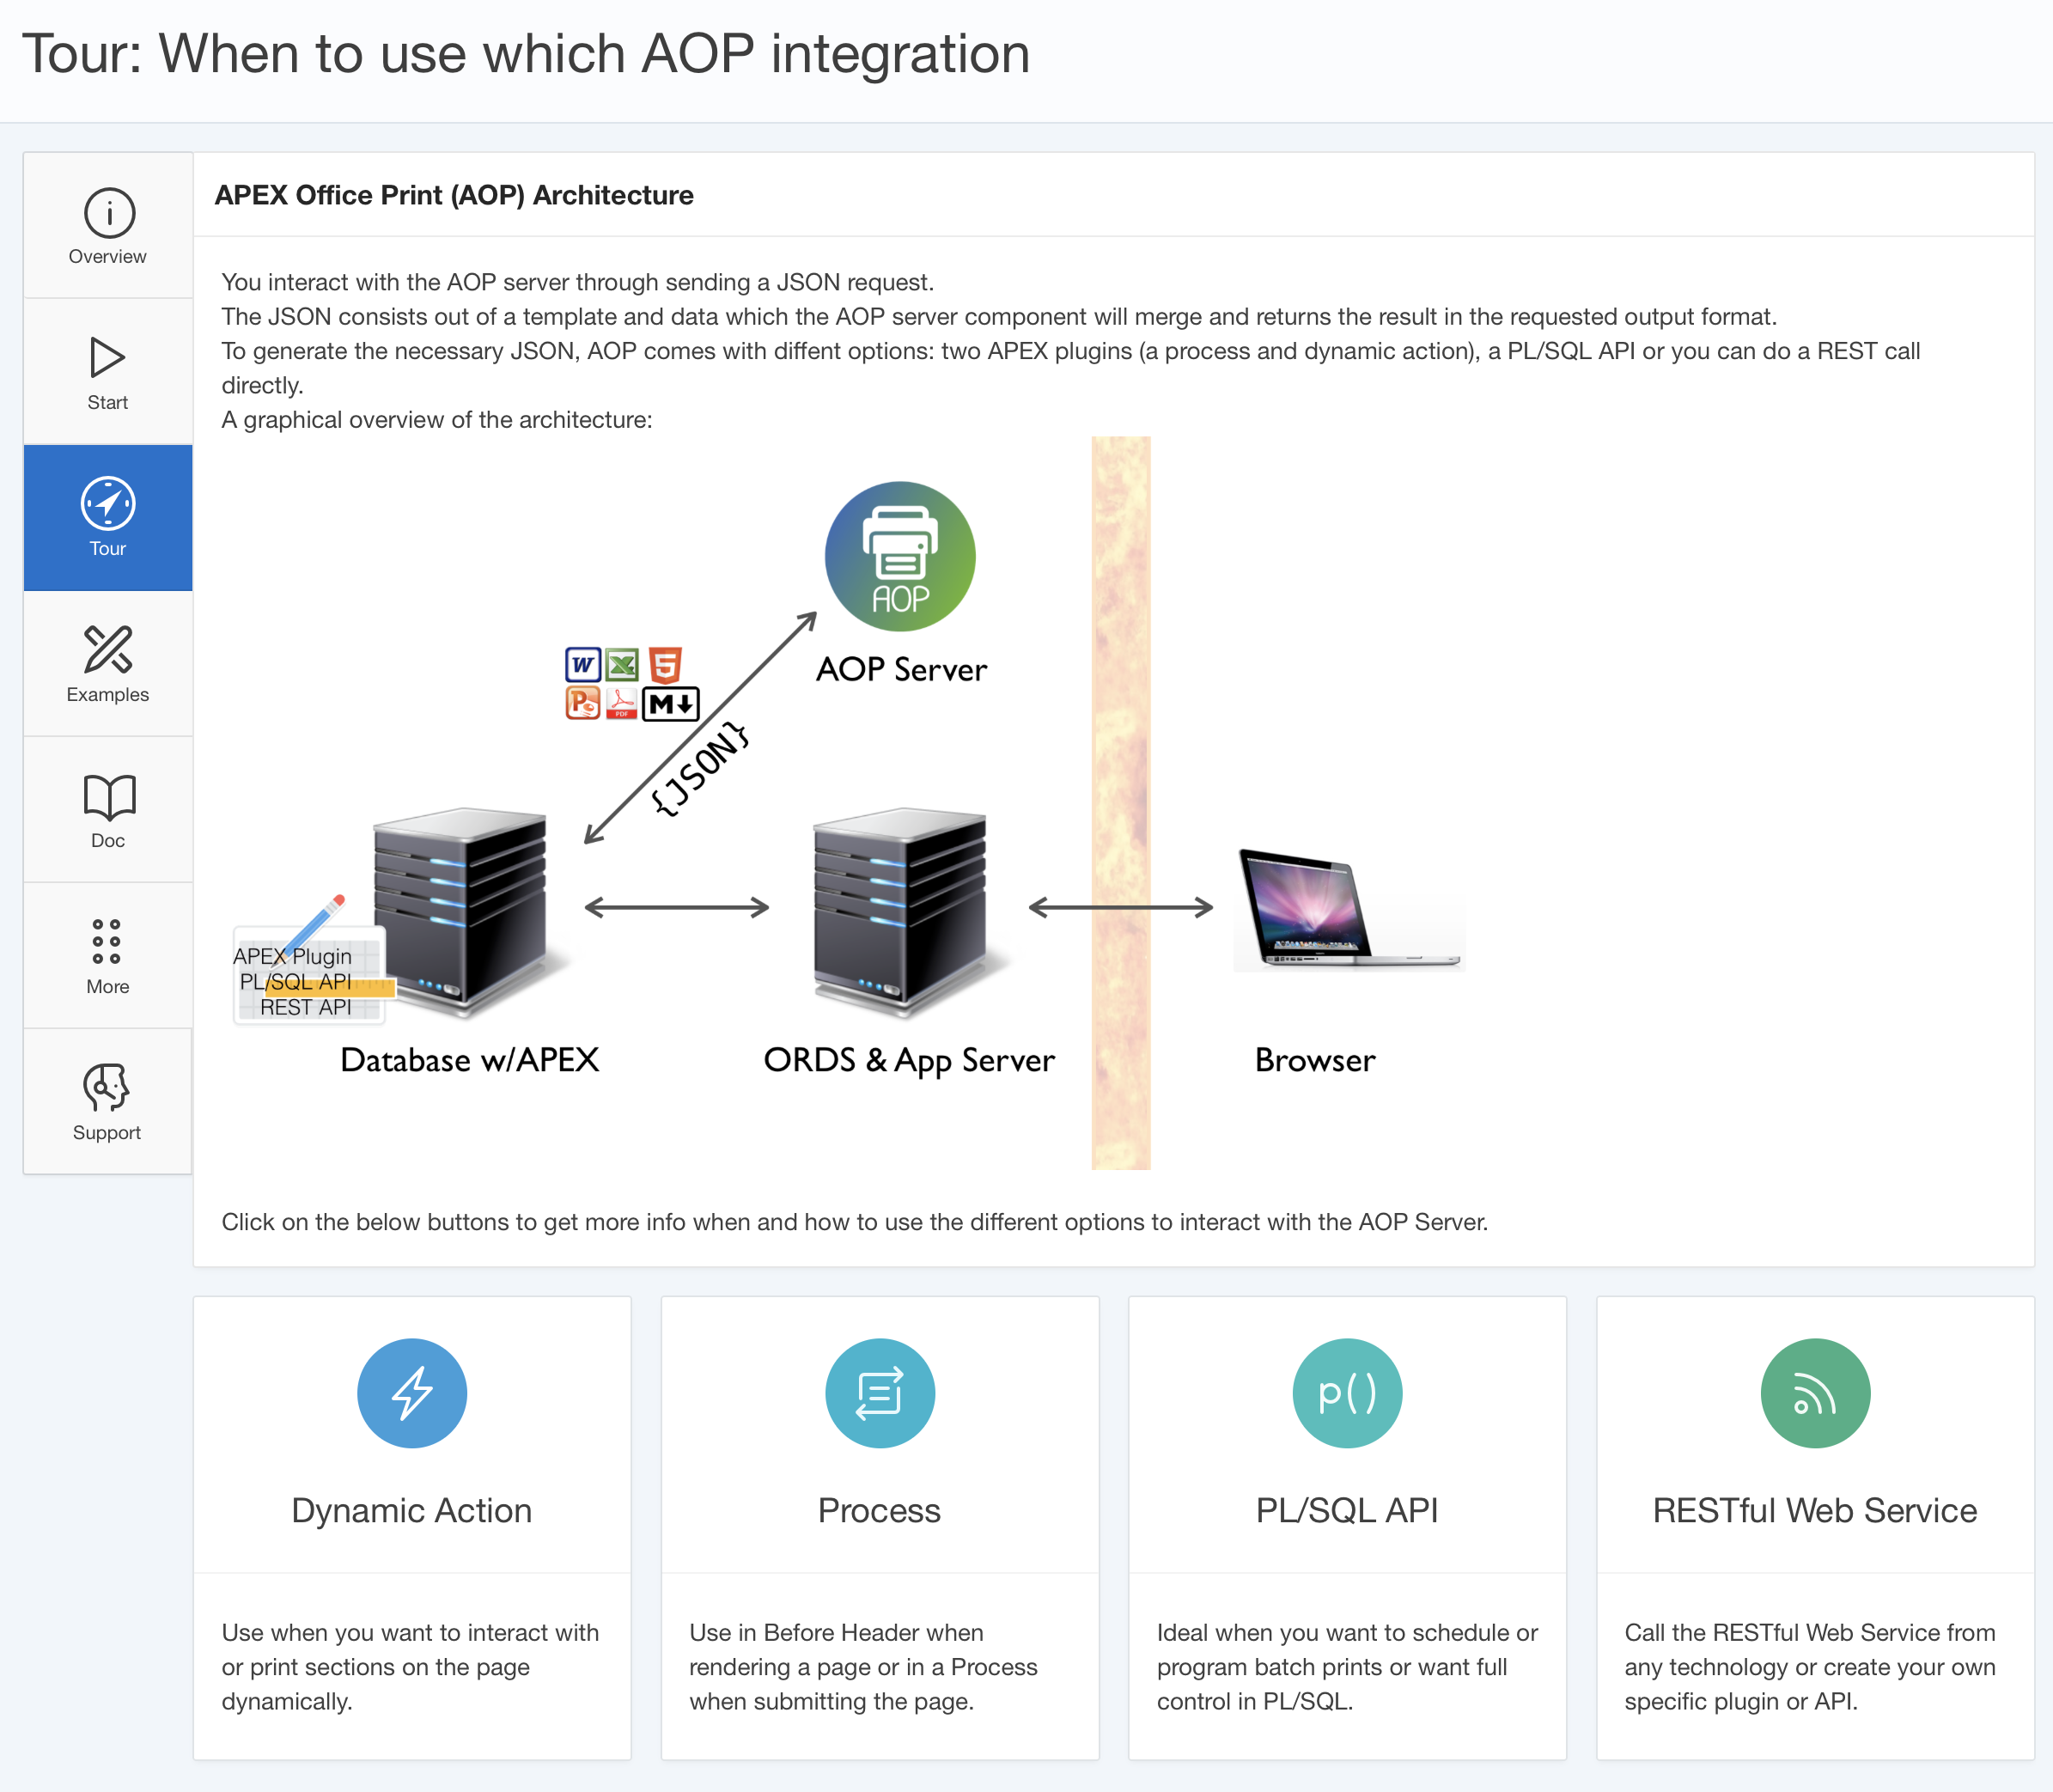 Tour: When to use which AOP integration
Overview
Start
Tour
Examples
Doc
More
Support
APEX Office Print (AOP) Architecture
You interact with the AOP server through sending a JSON request.
The JSON consists out of a template and data which the AOP server component will merge and returns the result in the requested output format.
To generate the necessary JSON, AOP comes with diffent options: two APEX plugins (a process and dynamic action), a PL/SQL API or you can do a REST call
directly.
A graphical overview of the architecture:
AOP
AOP Server
W X 5
P PDF M
{JSON}
APEX Plugin
PL/SQL API
REST API
Database w/APEX
ORDS & App Server
Browser
Click on the below buttons to get more info when and how to use the different options to interact with the AOP Server.
Dynamic Action
Use when you want to interact with
or print sections on the page
dynamically.
p()
Process
Use in Before Header when
rendering a page or in a Process
when submitting the page.
PL/SQL API
Ideal when you want to schedule or
program batch prints or want full
control in PL/SQL.
RESTful Web Service
Call the RESTful Web Service from
any technology or create your own
specific plugin or API.